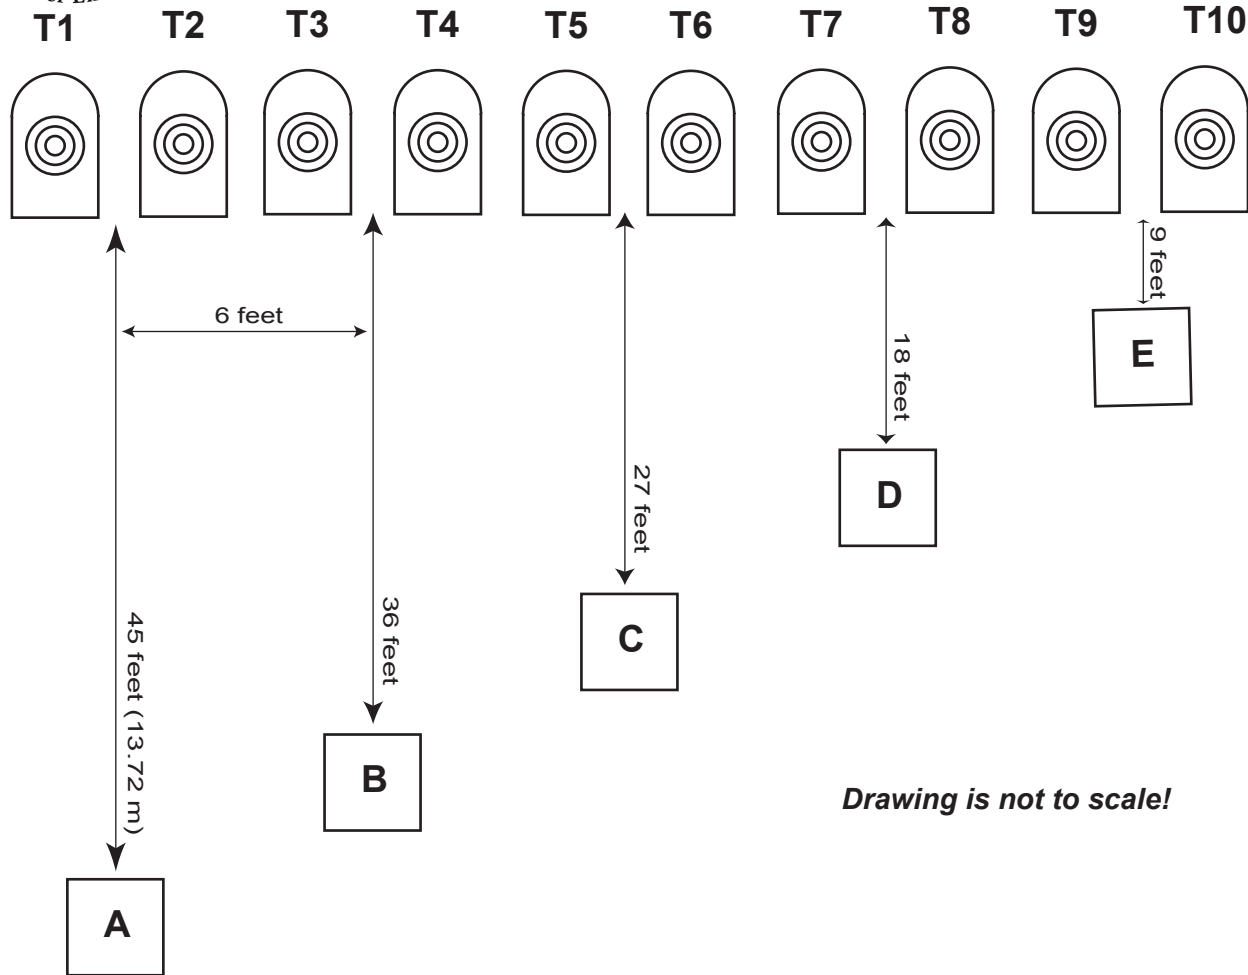 T1 T2 T3 T4 T5 T6 T7 T8 T9 T10
6 feet
9 feet
18 feet
E
27 feet
D
45 feet (13.72 m)
36 feet
C
B
Drawing is not to scale!
A